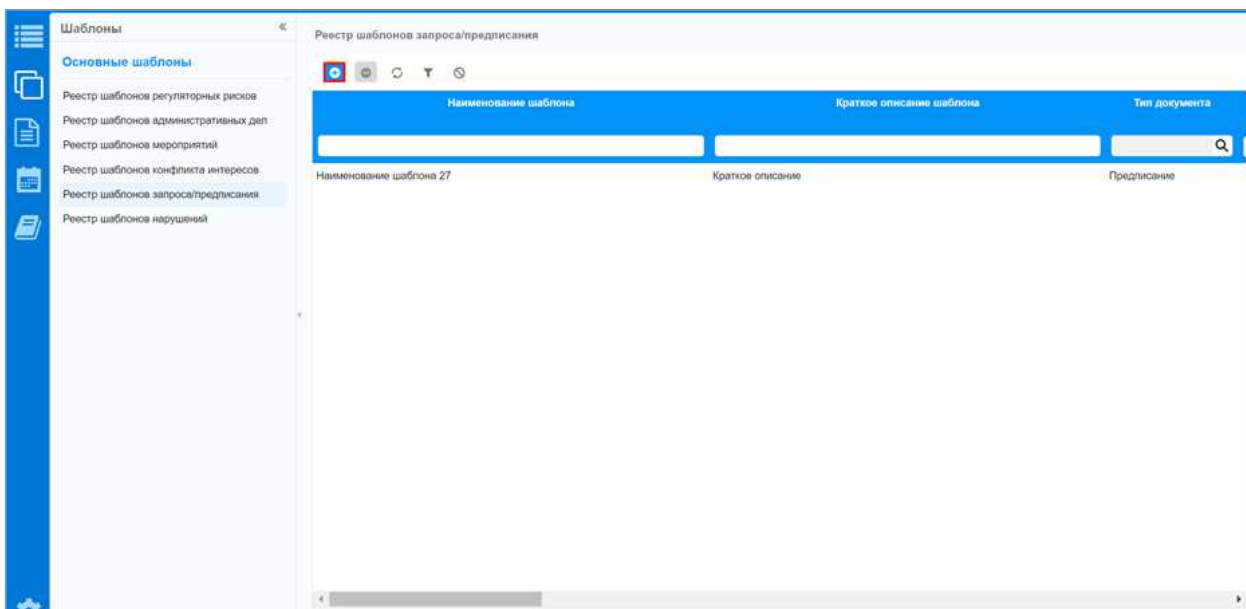 Шаблоны
Основные шаблоны
Реестр шаблонов регуляторных рисков
Реестр шаблонов административных дел
Реестр шаблонов мероприятий
Реестр шаблонов конфликта интересов
Реестр шаблонов запроса/предписания
Реестр шаблонов нарушений
Реестр шаблонов запроса/предписания
Наименование шаблона
Краткое описание шаблона
Тип документа
Наименование шаблона 27
Краткое описание
Предписание